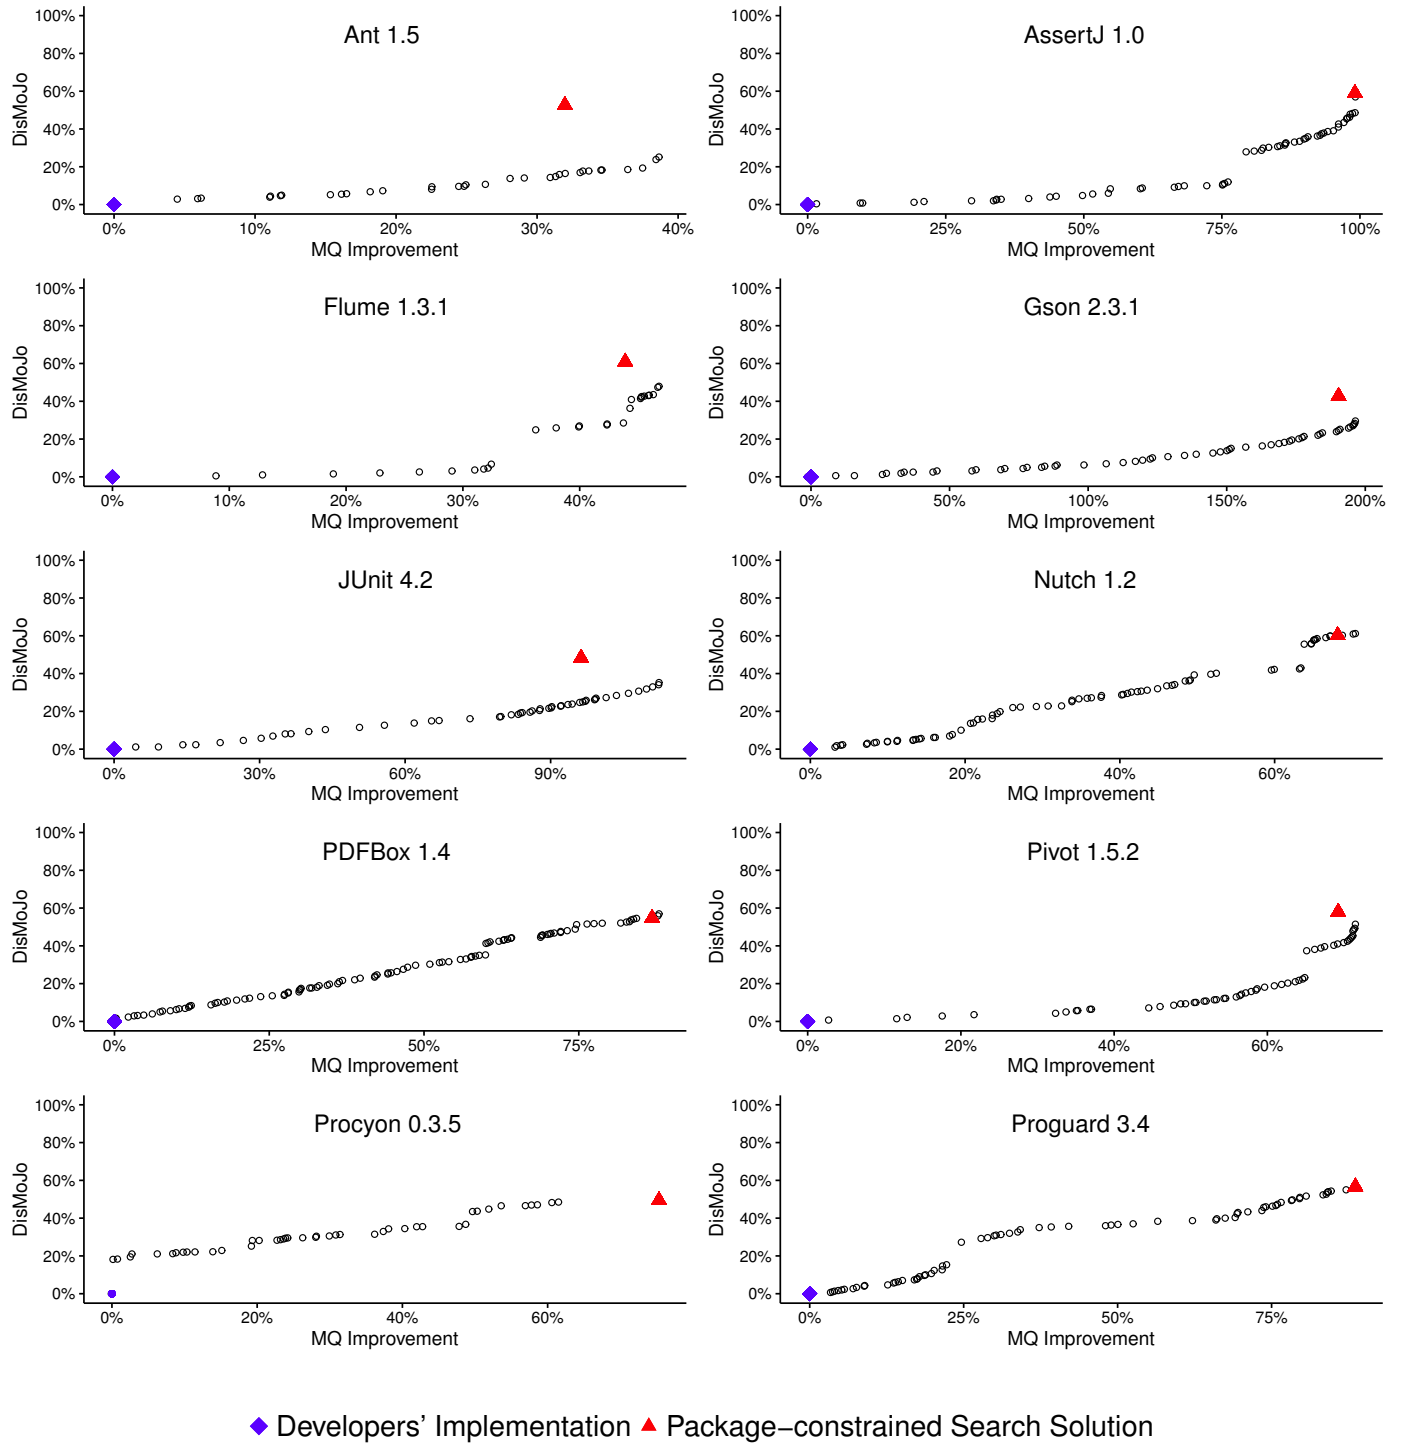 Ant 1.5
DisMoJo
100%
80%
60%
40%
20%
0%
0% 10% 20% 30% 40%
MQ Improvement
AssertJ 1.0
DisMoJo
100%
80%
60%
40%
20%
0%
0% 25% 50% 75% 100%
MQ Improvement
Flume 1.3.1
DisMoJo
100%
80%
60%
40%
20%
0%
0% 10% 20% 30% 40%
MQ Improvement
Gson 2.3.1
DisMoJo
100%
80%
60%
40%
20%
0%
0% 50% 100% 150% 200%
MQ Improvement
JUnit 4.2
DisMoJo
100%
80%
60%
40%
20%
0%
0% 30% 60% 90%
MQ Improvement
Nutch 1.2
DisMoJo
100%
80%
60%
40%
20%
0%
0% 20% 40% 60%
MQ Improvement
PDFBox 1.4
DisMoJo
100%
80%
60%
40%
20%
0%
0% 25% 50% 75%
MQ Improvement
Pivot 1.5.2
DisMoJo
100%
80%
60%
40%
20%
0%
0% 20% 40% 60%
MQ Improvement
Procyon 0.3.5
DisMoJo
100%
80%
60%
40%
20%
0%
0% 20% 40% 60%
MQ Improvement
Proguard 3.4
DisMoJo
100%
80%
60%
40%
20%
0%
0% 25% 50% 75%
MQ Improvement
Developers’ Implementation Package−constrained Search Solution